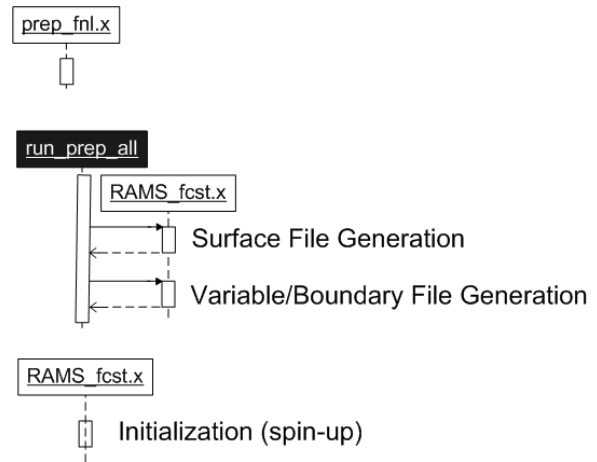 prep_fnl.x
run_prep_all
RAMS_fcst.x
Surface File Generation
Variable/Boundary File Generation
RAMS_fcst.x
Initialization (spin-up)